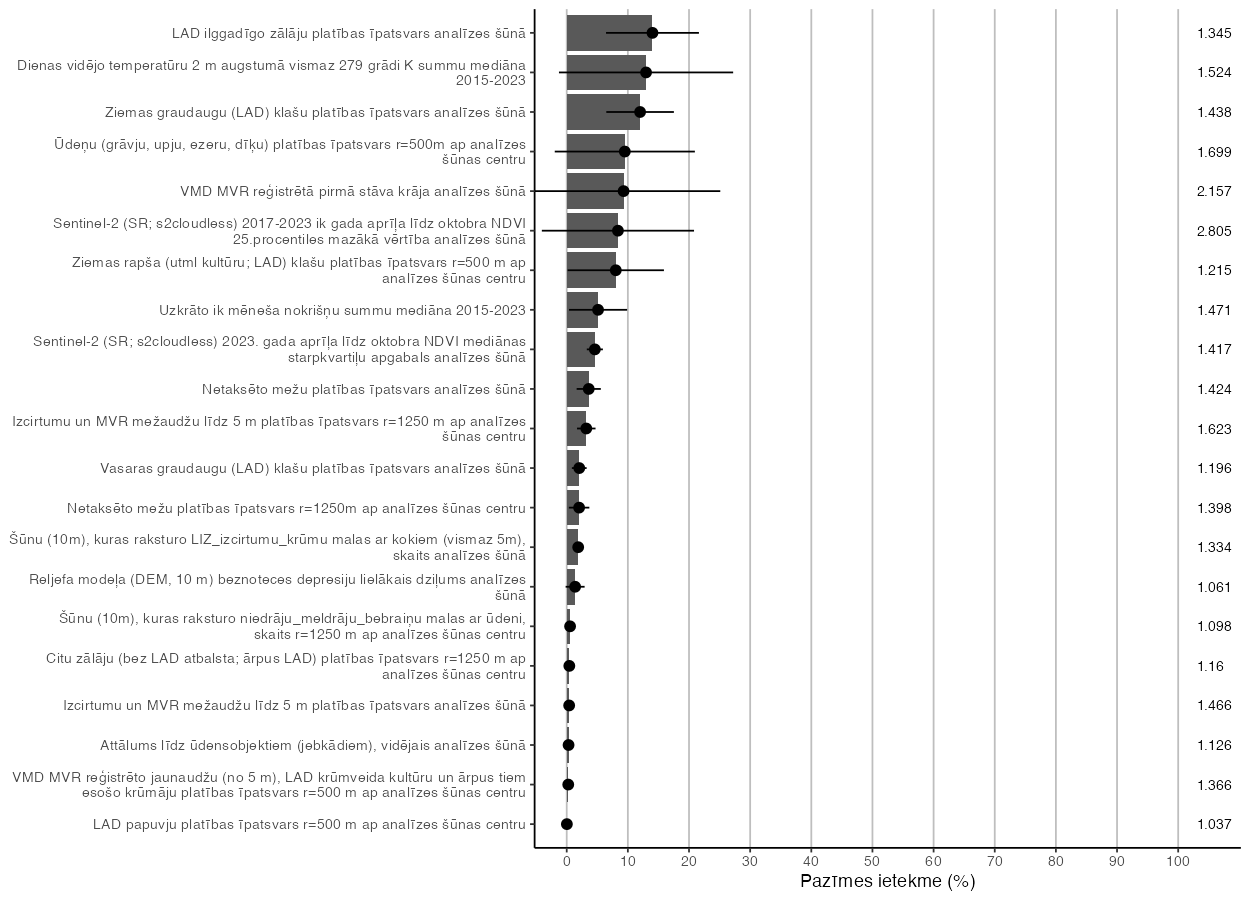 LAD ilggadīgo zālāju platības īpatsvars analīzes šūnā
1.345
Dienas vidējo temperatūru 2 m augstumā vismaz 279 grādi K summu mediāna
2015-2023
1.524
Ziemas graudaugu (LAD) klašu platības īpatsvars analīzes šūnā
1.438
Ūdeņu (grāvju, upju, ezeru, dīķu) platības īpatsvars r=500m ap analīzes
šūnas centru
1.699
VMD MVR reģistrētā pirmā stāva krāja analīzes šūnā
2.157
Sentinel-2 (SR; s2cloudless) 2017-2023 ik gada aprīļa līdz oktobra NDVI
25.procentiles mazākā vērtība analīzes šūnā
2.805
Ziemas rapša (utml kultūru; LAD) klašu platības īpatsvars r=500 m ap
analīzes šūnas centru
1.215
Uzkrāto ik mēneša nokrišņu summu mediāna 2015-2023
1.471
Sentinel-2 (SR; s2cloudless) 2023. gada aprīļa līdz oktobra NDVI mediānas
starpkvartiļu apgabals analīzes šūnā
1.417
Netaksēto mežu platības īpatsvars analīzes šūnā
1.424
Izcirtumu un MVR mežaudžu līdz 5 m platības īpatsvars r=1250 m ap analīzes
šūnas centru
1.623
Vasaras graudaugu (LAD) klašu platības īpatsvars analīzes šūnā
1.196
Netaksēto mežu platības īpatsvars r=1250m ap analīzes šūnas centru
1.398
Šūnu (10m), kuras raksturo LIZ_izcirtumu_krūmu malas ar kokiem (vismaz 5m),
skaits analīzes šūnā
1.334
Reljefa modeļa (DEM, 10 m) beznoteces depresiju lielākais dziļums analīzes
šūnā
1.061
Šūnu (10m), kuras raksturo niedrāju_meldrāju_bebraiņu malas ar ūdeni,
skaits r=1250 m ap analīzes šūnas centru
1.098
Citu zālāju (bez LAD atbalsta; ārpus LAD) platības īpatsvars r=1250 m ap
analīzes šūnas centru
1.16
Izcirtumu un MVR mežaudžu līdz 5 m platības īpatsvars analīzes šūnā
1.466
Attālums līdz ūdensobjektiem (jebkādiem), vidējais analīzes šūnā
1.126
VMD MVR reģistrēto jaunaudžu (no 5 m), LAD krūmveida kultūru un ārpus tiem
esošo krūmāju platības īpatsvars r=500 m ap analīzes šūnas centru
1.366
LAD papuvju platības īpatsvars r=500 m ap analīzes šūnas centru
1.037
0 10 20 30 40 50 60 70 80 90 100
Pazīmes ietekme (%)